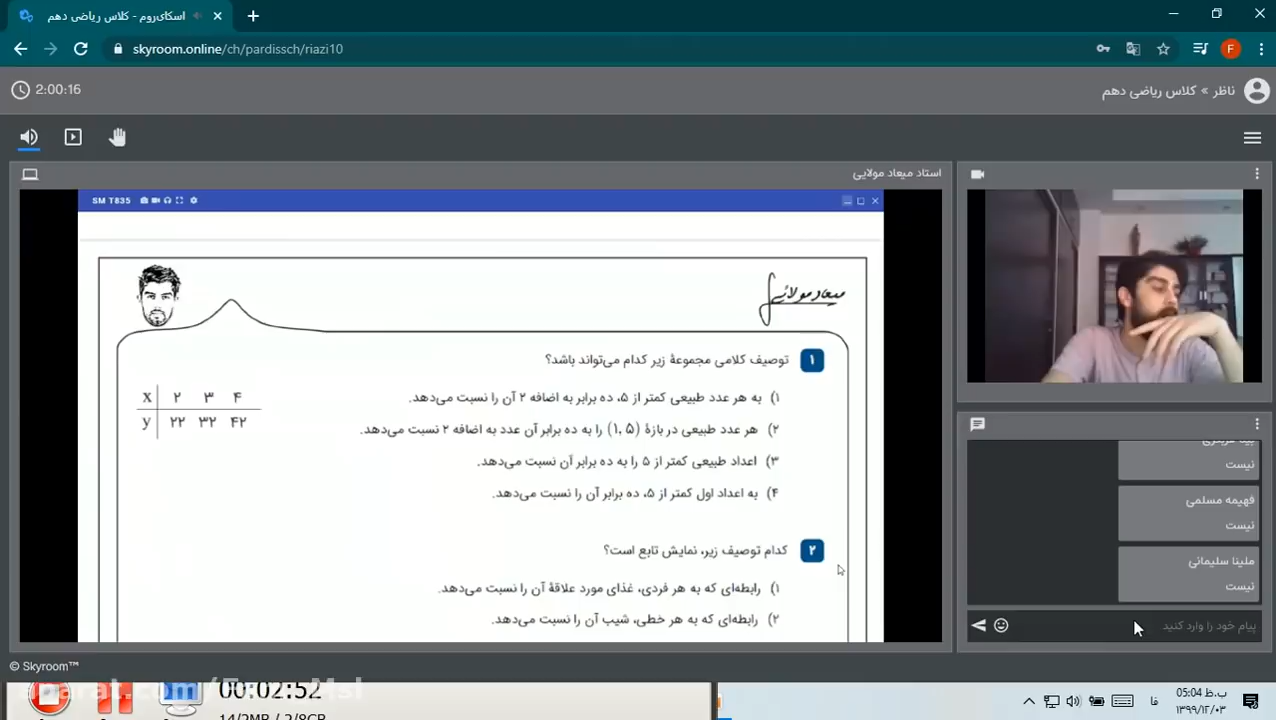 اسکای‌روم - کلاس ریاضی دهم
skyroom.online/ch/pardissch/riazi10
F
2:00:16
ناظر » کلاس ریاضی دهم
استاد میعاد مولایی
SM T835
میعاد مولائی
۱
توصیف کلامی مجموعهٔ زیر کدام می‌تواند باشد؟
x ۲ ۳ ۴
y ۲۲ ۳۲ ۴۲
۱) به هر عدد طبیعی کمتر از ۵، ده برابر به اضافه ۲ آن را نسبت می‌دهد.
۲) هر عدد طبیعی در بازهٔ (۱,۵) را به ده برابر آن عدد به اضافه ۲ نسبت می‌دهد.
۳) اعداد طبیعی کمتر از ۵ را به ده برابر آن نسبت می‌دهد.
۴) به اعداد اول کمتر از ۵، ده برابر آن را نسبت می‌دهد.
۲
کدام توصیف زیر، نمایش تابع است؟
۱) رابطه‌ای که به هر فردی، غذای مورد علاقهٔ آن را نسبت می‌دهد.
۲) رابطه‌ای که به هر خطی، شیب آن را نسبت می‌دهد.
نیست
فهیمه مسلمی
نیست
ملینا سلیمانی
نیست
پیام خود را وارد کنید
© Skyroom™
00:02:52
فا
05:04 ب.ظ
۱۳۹۹/۱۲/۰۳